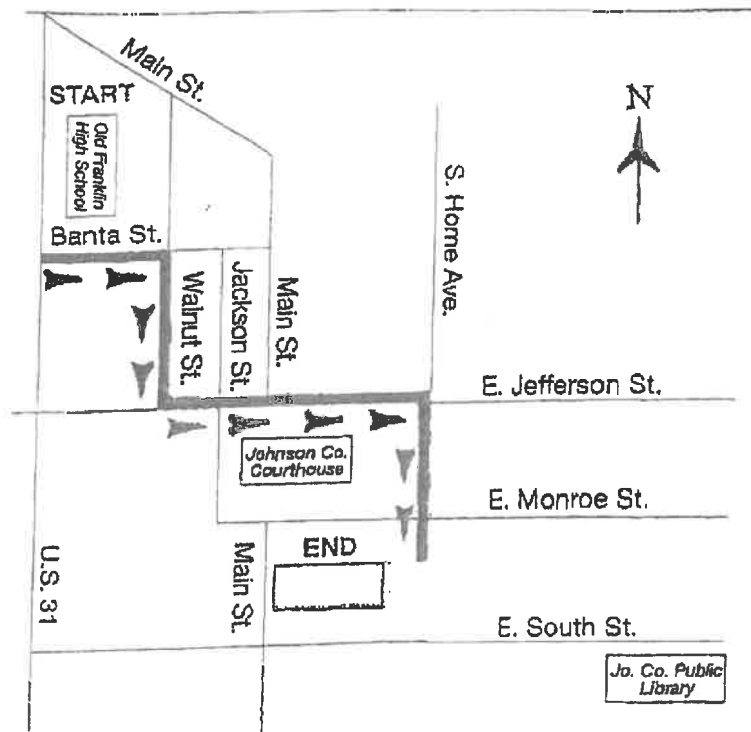 Main St.
START
N
Old Franklin
High School
S. Home Ave.
Banta St.
Walnut St.
Jackson St.
Main St.
E. Jefferson St.
Johnson Co.
Courthouse
E. Monroe St.
END
U.S. 31
Main St.
E. South St.
Jo. Co. Public
Library